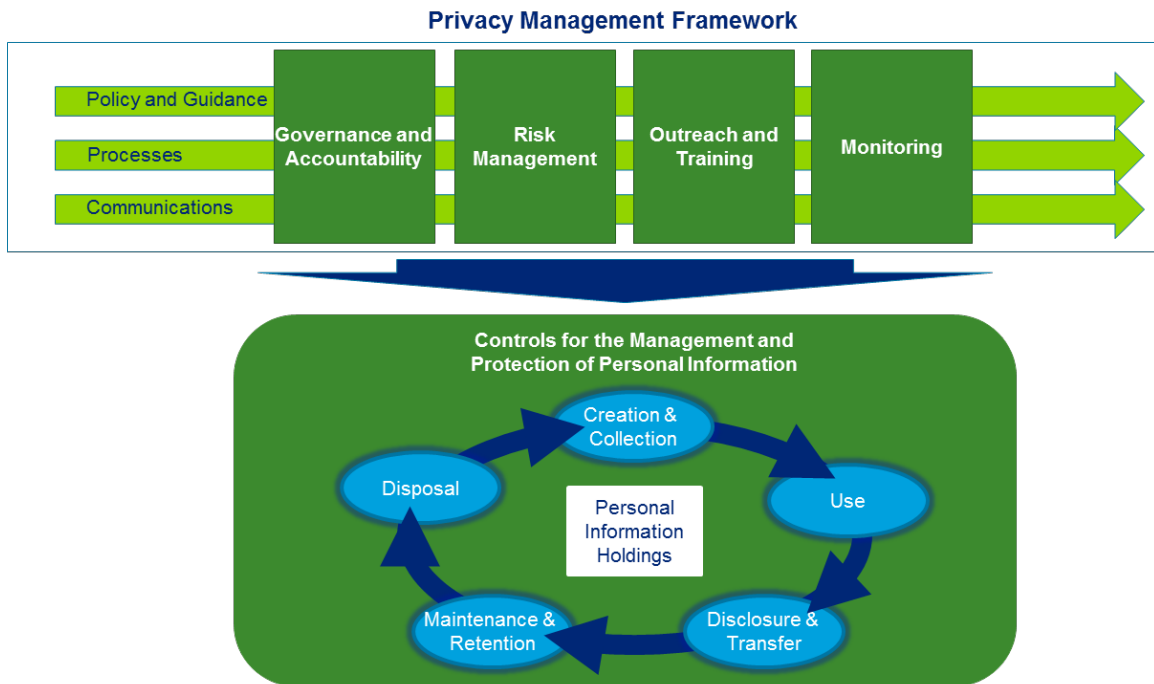 Privacy Management Framework
Policy and Guidance
Processes
Communications
Governance and
Accountability
Risk
Management
Outreach and
Training
Monitoring
Controls for the Management and
Protection of Personal Information
Creation &
Collection
Use
Disclosure &
Transfer
Maintenance &
Retention
Disposal
Personal
Information
Holdings